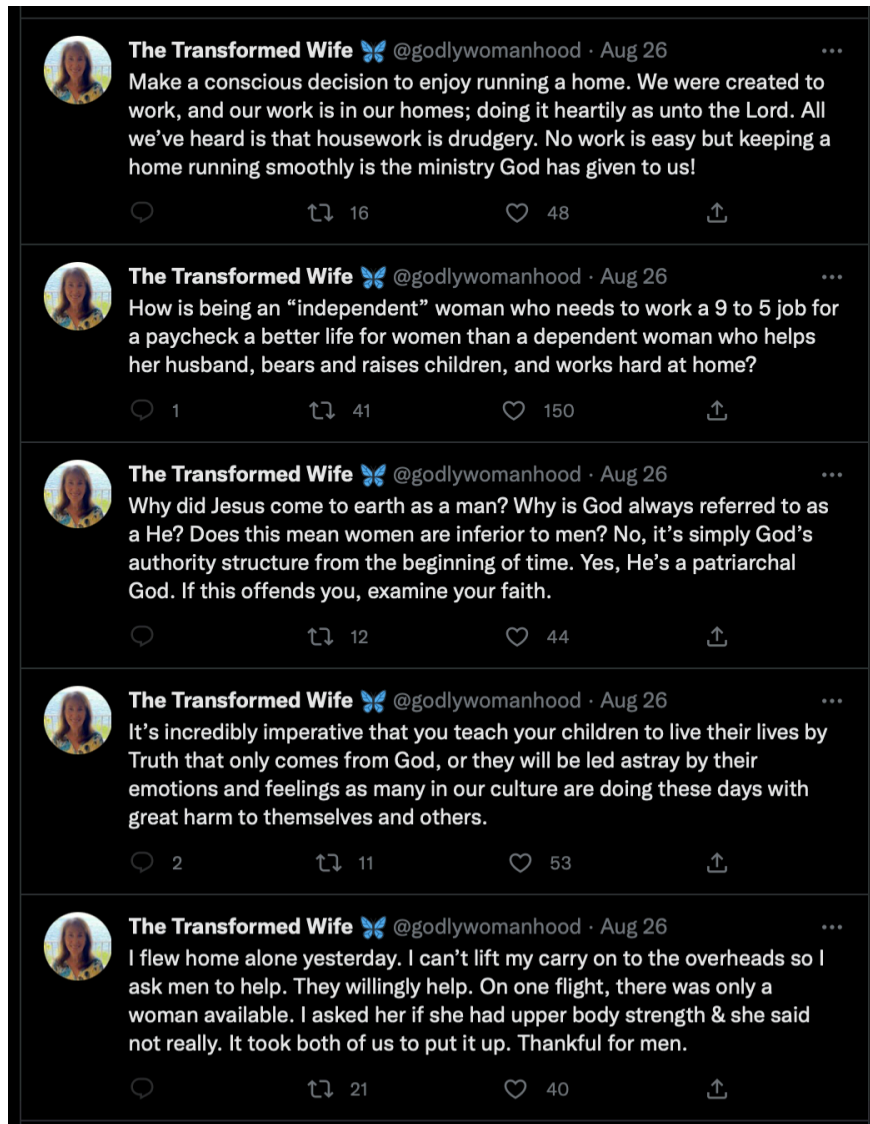 The Transformed Wife 🦋 @godlywomanhood · Aug 26
Make a conscious decision to enjoy running a home. We were created to
work, and our work is in our homes; doing it heartily as unto the Lord. All
we’ve heard is that housework is drudgery. No work is easy but keeping a
home running smoothly is the ministry God has given to us!
16 48
The Transformed Wife 🦋 @godlywomanhood · Aug 26
How is being an “independent” woman who needs to work a 9 to 5 job for
a paycheck a better life for women than a dependent woman who helps
her husband, bears and raises children, and works hard at home?
1 41 150
The Transformed Wife 🦋 @godlywomanhood · Aug 26
Why did Jesus come to earth as a man? Why is God always referred to as
a He? Does this mean women are inferior to men? No, it’s simply God’s
authority structure from the beginning of time. Yes, He’s a patriarchal
God. If this offends you, examine your faith.
12 44
The Transformed Wife 🦋 @godlywomanhood · Aug 26
It’s incredibly imperative that you teach your children to live their lives by
Truth that only comes from God, or they will be led astray by their
emotions and feelings as many in our culture are doing these days with
great harm to themselves and others.
2 11 53
The Transformed Wife 🦋 @godlywomanhood · Aug 26
I flew home alone yesterday. I can’t lift my carry on to the overheads so I
ask men to help. They willingly help. On one flight, there was only a
woman available. I asked her if she had upper body strength & she said
not really. It took both of us to put it up. Thankful for men.
21 40